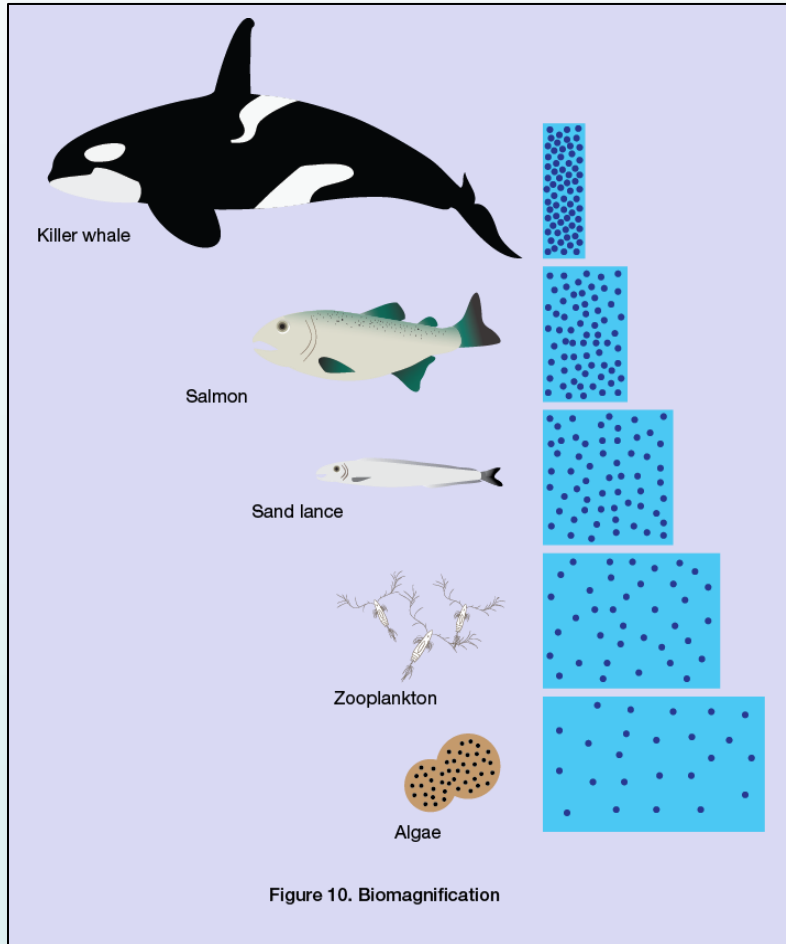 Killer whale
Salmon
Sand lance
Zooplankton
Algae
Figure 10. Biomagnification